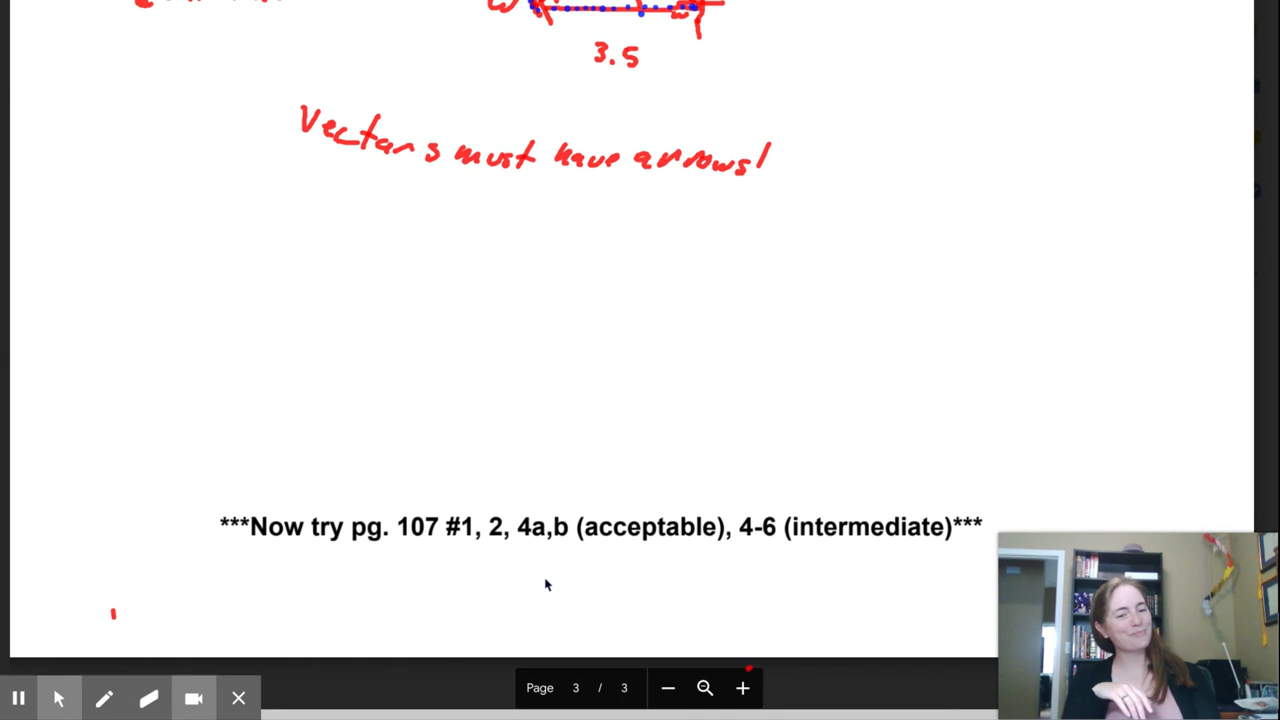 3.5
Vectors must have arrows!
***Now try pg. 107 #1, 2, 4a,b (acceptable), 4-6 (intermediate)***
Page 3 / 3